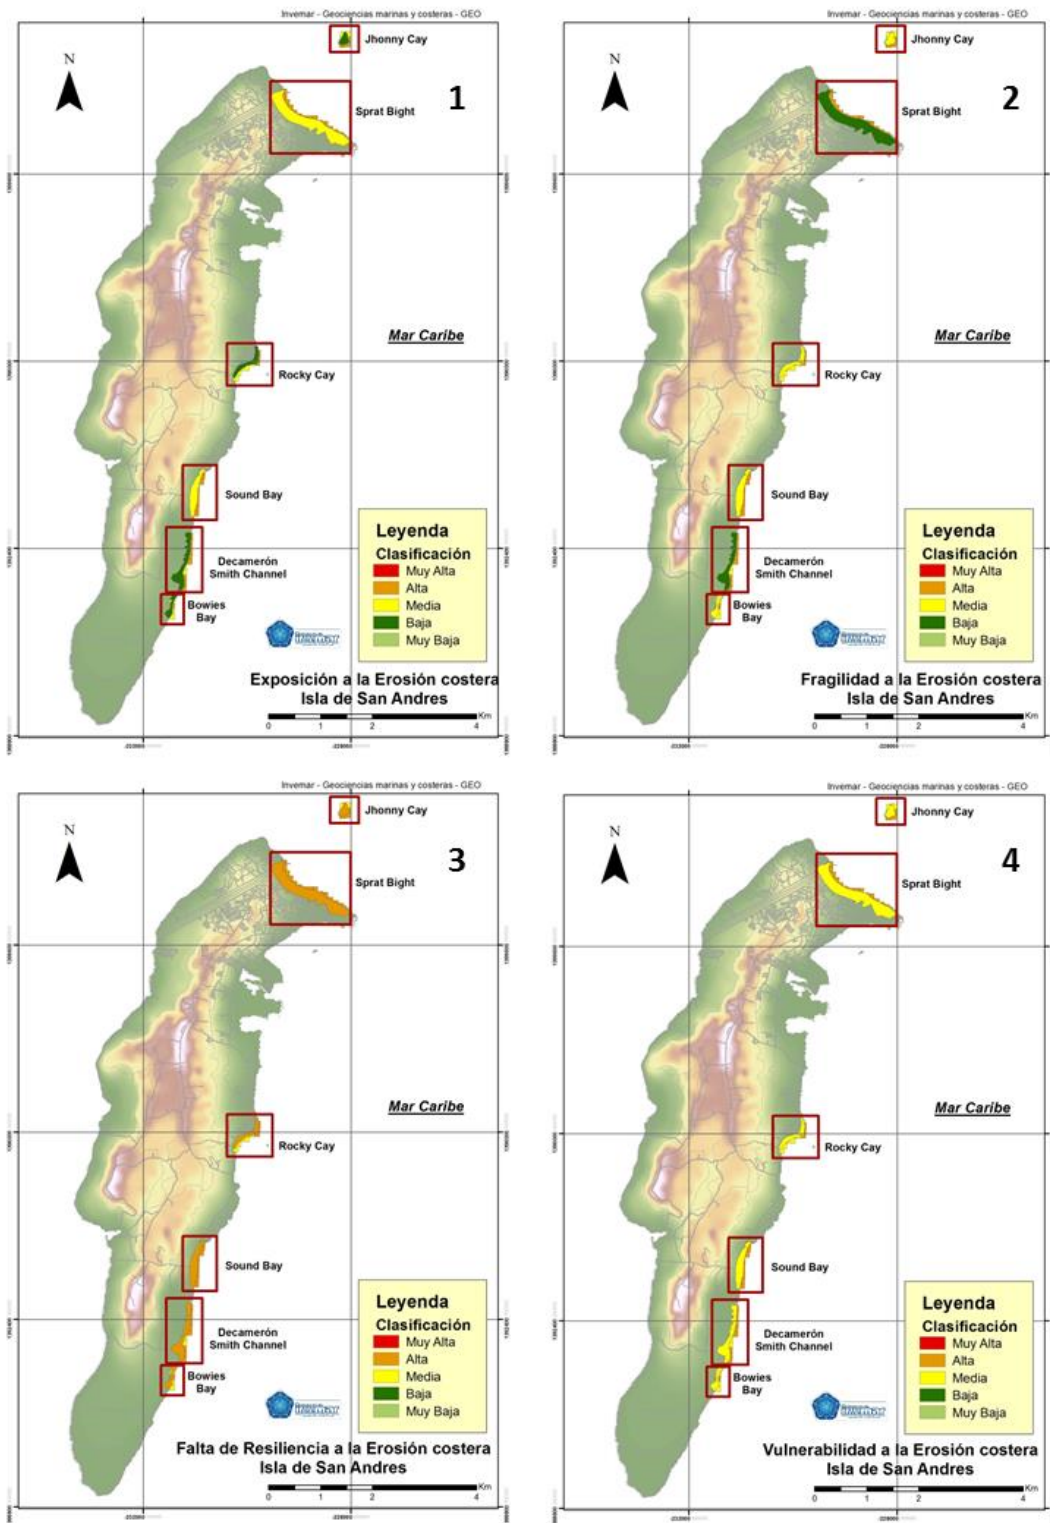 Invemar - Geociencias marinas y costeras - GEO
Jhonny Cay
N
1
Sprat Bight
Mar Caribe
Rocky Cay
Sound Bay
Leyenda
Clasificación
Muy Alta
Alta
Media
Baja
Muy Baja
Decamerón
Smith Channel
Bowies
Bay
Exposición a la Erosión costera
Isla de San Andres
Km
0 1 2 4
Invemar - Geociencias marinas y costeras - GEO
Jhonny Cay
N
2
Sprat Bight
Mar Caribe
Rocky Cay
Sound Bay
Leyenda
Clasificación
Muy Alta
Alta
Media
Baja
Muy Baja
Decamerón
Smith Channel
Bowies
Bay
Fragilidad a la Erosión costera
Isla de San Andres
Km
0 1 2 4
Invemar - Geociencias marinas y costeras - GEO
Jhonny Cay
N
3
Sprat Bight
Mar Caribe
Rocky Cay
Sound Bay
Leyenda
Clasificación
Muy Alta
Alta
Media
Baja
Muy Baja
Decamerón
Smith Channel
Bowies
Bay
Falta de Resiliencia a la Erosión costera
Isla de San Andres
Km
0 1 2 4
Invemar - Geociencias marinas y costeras - GEO
Jhonny Cay
N
4
Sprat Bight
Mar Caribe
Rocky Cay
Sound Bay
Leyenda
Clasificación
Muy Alta
Alta
Media
Baja
Muy Baja
Decamerón
Smith Channel
Bowies
Bay
Vulnerabilidad a la Erosión costera
Isla de San Andres
Km
0 1 2 4